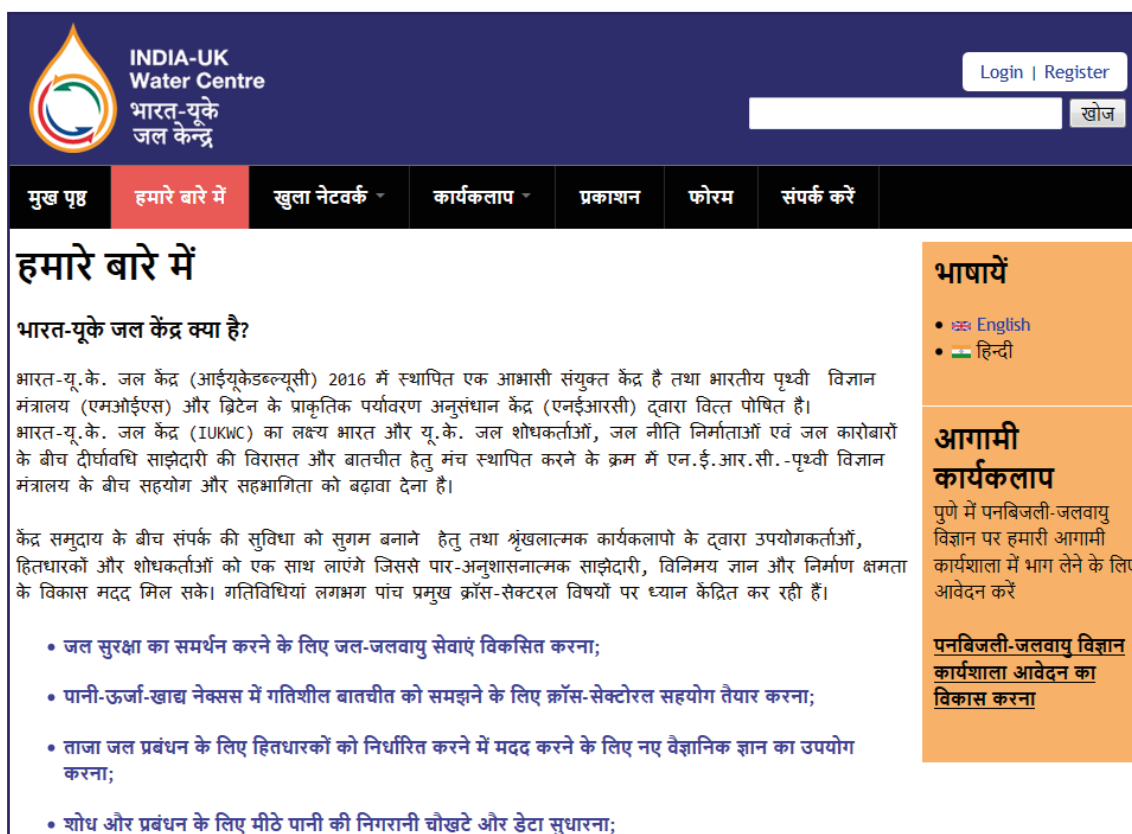 INDIA-UK
Water Centre
भारत-यूके
जल केन्द्र
Login | Register
खोज
मुख पृष्ठ
हमारे बारे में
खुला नेटवर्क
कार्यकलाप
प्रकाशन
फोरम
संपर्क करें
हमारे बारे में
भारत-यूके जल केंद्र क्या है?
भारत-यू.के. जल केंद्र (आईयूकेडब्ल्यूसी) 2016 में स्थापित एक आभासी संयुक्त केंद्र है तथा भारतीय पृथ्वी विज्ञान
मंत्रालय (एमओईएस) और ब्रिटेन के प्राकृतिक पर्यावरण अनुसंधान केंद्र (एनईआरसी) द्वारा वित्त पोषित है।
भारत-यू.के. जल केंद्र (IUKWC) का लक्ष्य भारत और यू.के. जल शोधकर्ताओं, जल नीति निर्माताओं एवं जल कारोबारों
के बीच दीर्घावधि साझेदारी की विरासत और बातचीत हेतु मंच स्थापित करने के क्रम में एन.ई.आर.सी.-पृथ्वी विज्ञान
मंत्रालय के बीच सहयोग और सहभागिता को बढ़ावा देना है।
केंद्र समुदाय के बीच संपर्क की सुविधा को सुगम बनाने हेतु तथा श्रृंखलात्मक कार्यकलापो के द्वारा उपयोगकर्ताओं,
हितधारकों और शोधकर्ताओं को एक साथ लाएंगे जिससे पार-अनुशासनात्मक साझेदारी, विनिमय ज्ञान और निर्माण क्षमता
के विकास मदद मिल सके। गतिविधियां लगभग पांच प्रमुख क्रॉस-सेक्टरल विषयों पर ध्यान केंद्रित कर रही हैं।
• जल सुरक्षा का समर्थन करने के लिए जल-जलवायु सेवाएं विकसित करना;
• पानी-ऊर्जा-खाद्य नेक्सस में गतिशील बातचीत को समझने के लिए क्रॉस-सेक्टोरल सहयोग तैयार करना;
• ताजा जल प्रबंधन के लिए हितधारकों को निर्धारित करने में मदद करने के लिए नए वैज्ञानिक ज्ञान का उपयोग
करना;
• शोध और प्रबंधन के लिए मीठे पानी की निगरानी चौखटे और डेटा सुधारना;
भाषायें
• English
• हिन्दी
आगामी
कार्यकलाप
पुणे में पनबिजली-जलवायु
विज्ञान पर हमारी आगामी
कार्यशाला में भाग लेने के लिए
आवेदन करें
पनबिजली-जलवायु विज्ञान
कार्यशाला आवेदन का
विकास करना